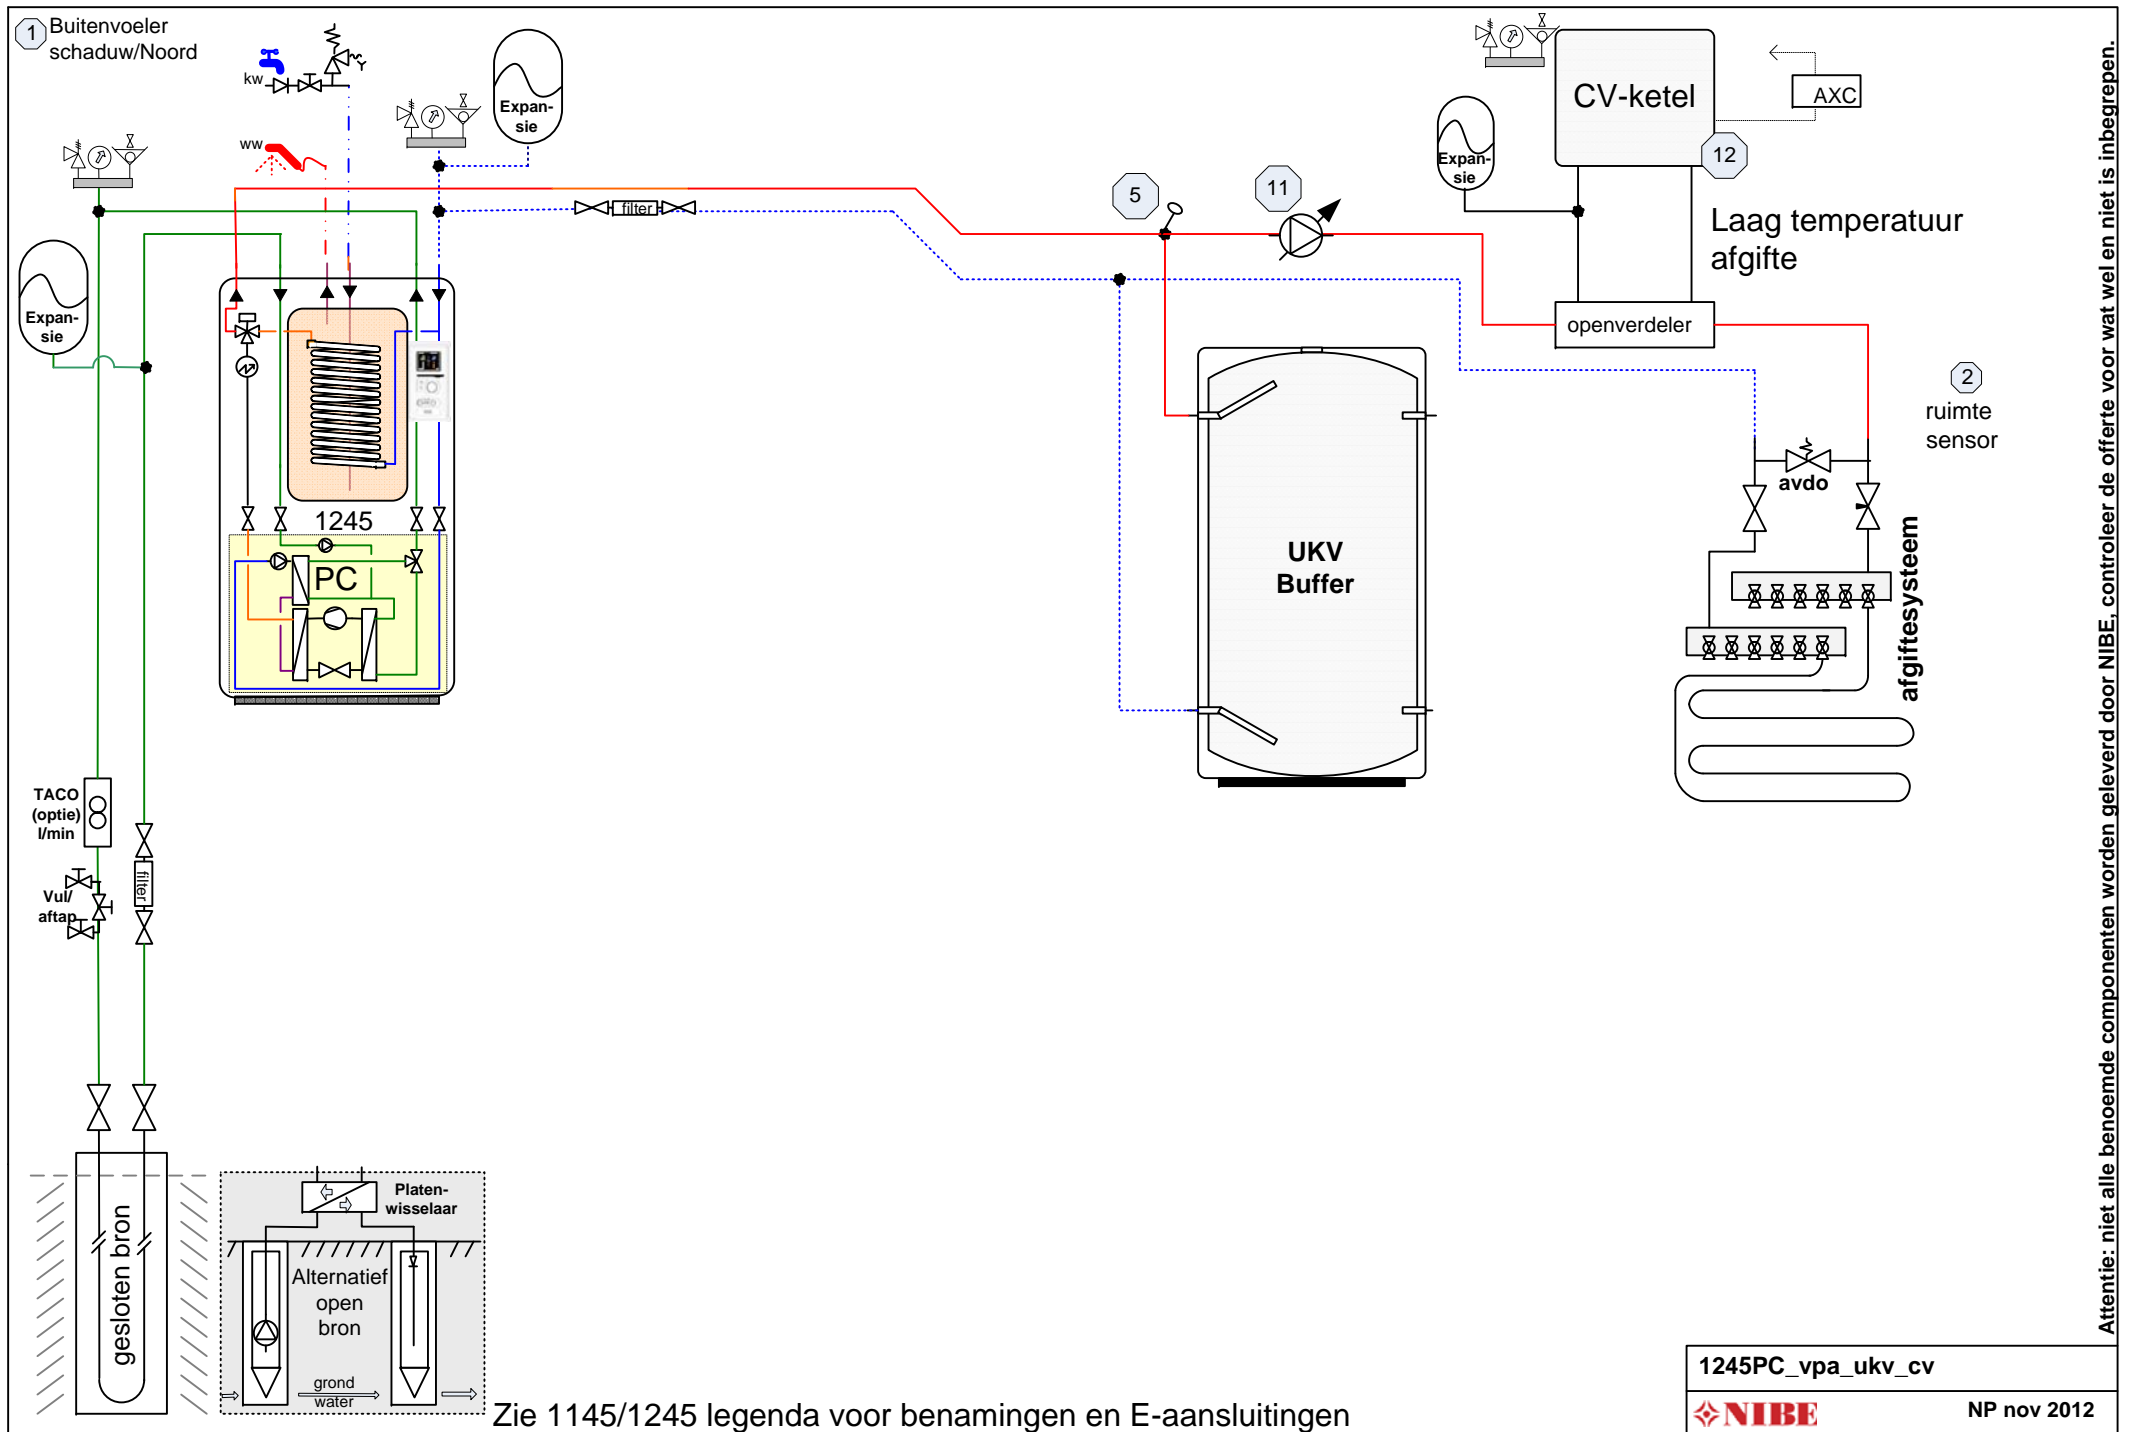 1
Buitenvoeler
schaduw/Noord
kw
ww
Expan-
sie
Expan-
sie
filter
5
11
Expan-
sie
CV-ketel
12
AXC
Laag temperatuur
afgifte
openverdeler
2
ruimte
sensor
avdo
afgiftesysteem
UKV
Buffer
1245
PC
TACO
(optie)
l/min
Vul/
aftap
filter
gesloten bron
Platen-
wisselaar
Alternatief
open
bron
grond
water
Zie 1145/1245 legenda voor benamingen en E-aansluitingen
Attentie: niet alle benoemde componenten worden geleverd door NIBE, controleer de offerte voor wat wel en niet is inbegrepen.
1245PC_vpa_ukv_cv
NIBE
NP nov 2012